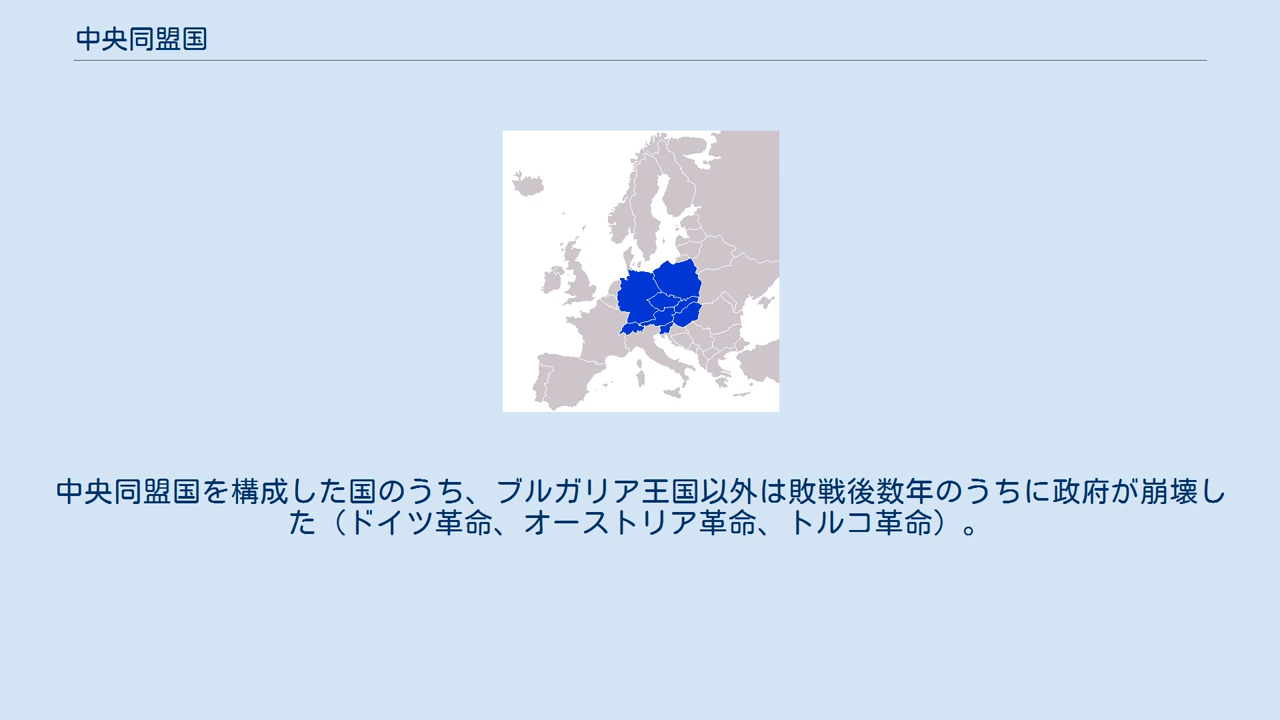 中央同盟国
中央同盟国を構成した国のうち、ブルガリア王国以外は敗戦後数年のうちに政府が崩壊し
た（ドイツ革命、オーストリア革命、トルコ革命）。